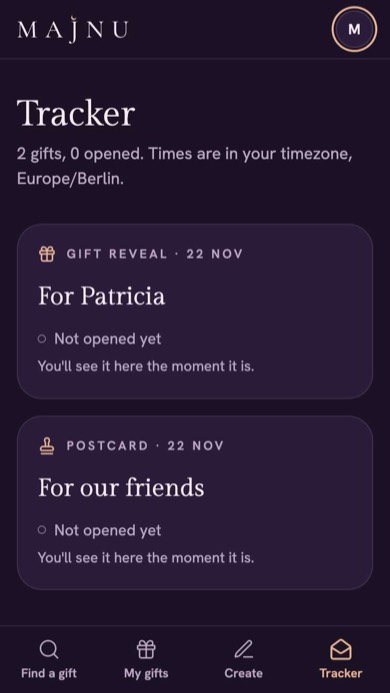 MAJNU
M
Tracker
2 gifts, 0 opened. Times are in your timezone,
Europe/Berlin.
GIFT REVEAL · 22 NOV
For Patricia
Not opened yet
You'll see it here the moment it is.
POSTCARD · 22 NOV
For our friends
Not opened yet
You'll see it here the moment it is.
Find a gift
My gifts
Create
Tracker